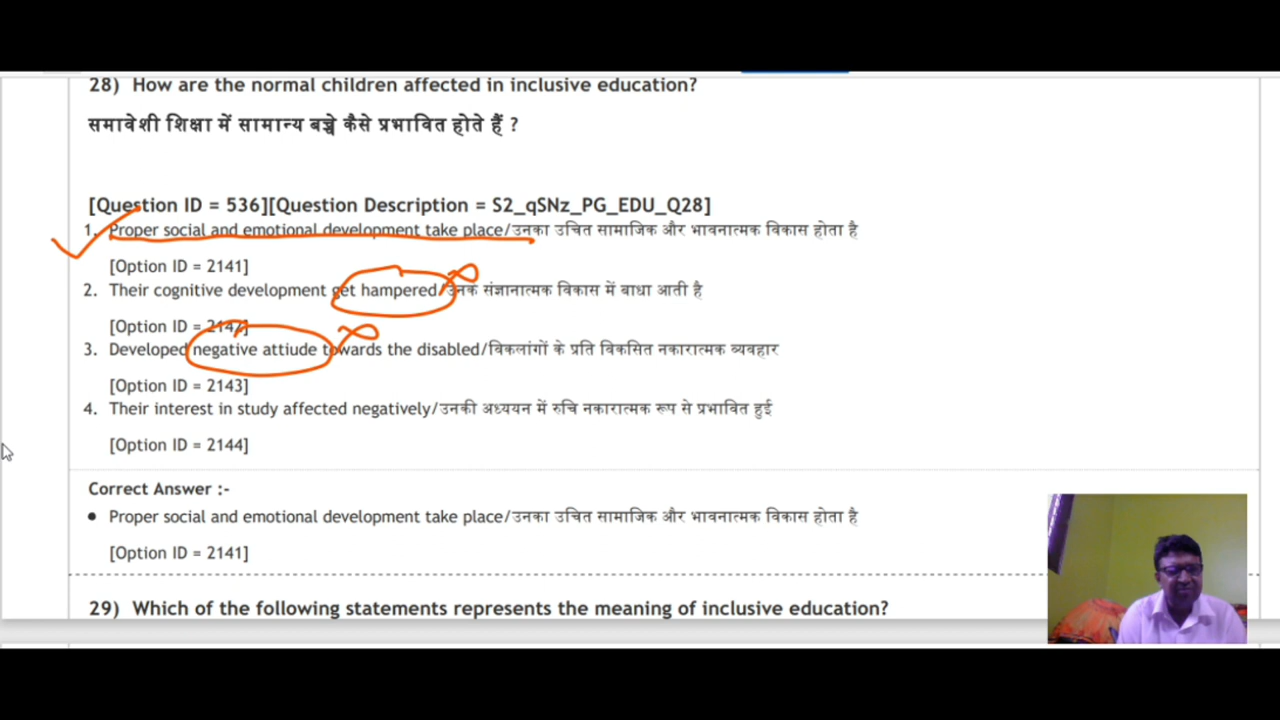 28) How are the normal children affected in inclusive education?
समावेशी शिक्षा में सामान्य बच्चे कैसे प्रभावित होते हैं ?
[Question ID = 536][Question Description = S2_qSNz_PG_EDU_Q28]
1. Proper social and emotional development take place/उनका उचित सामाजिक और भावनात्मक विकास होता है
[Option ID = 2141]
2. Their cognitive development get hampered/उनके संज्ञानात्मक विकास में बाधा आती है
[Option ID = 2142]
3. Developed negative attiude towards the disabled/विकलांगों के प्रति विकसित नकारात्मक व्यवहार
[Option ID = 2143]
4. Their interest in study affected negatively/उनकी अध्ययन में रुचि नकारात्मक रूप से प्रभावित हुई
[Option ID = 2144]
Correct Answer :-
• Proper social and emotional development take place/उनका उचित सामाजिक और भावनात्मक विकास होता है
[Option ID = 2141]
29) Which of the following statements represents the meaning of inclusive education?